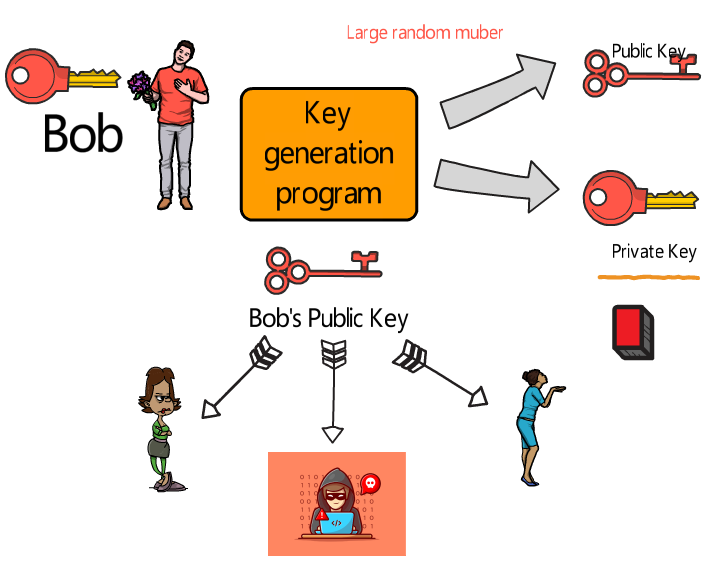 Large random muber
Public Key
Bob
Key
generation
program
Private Key
Bob's Public Key